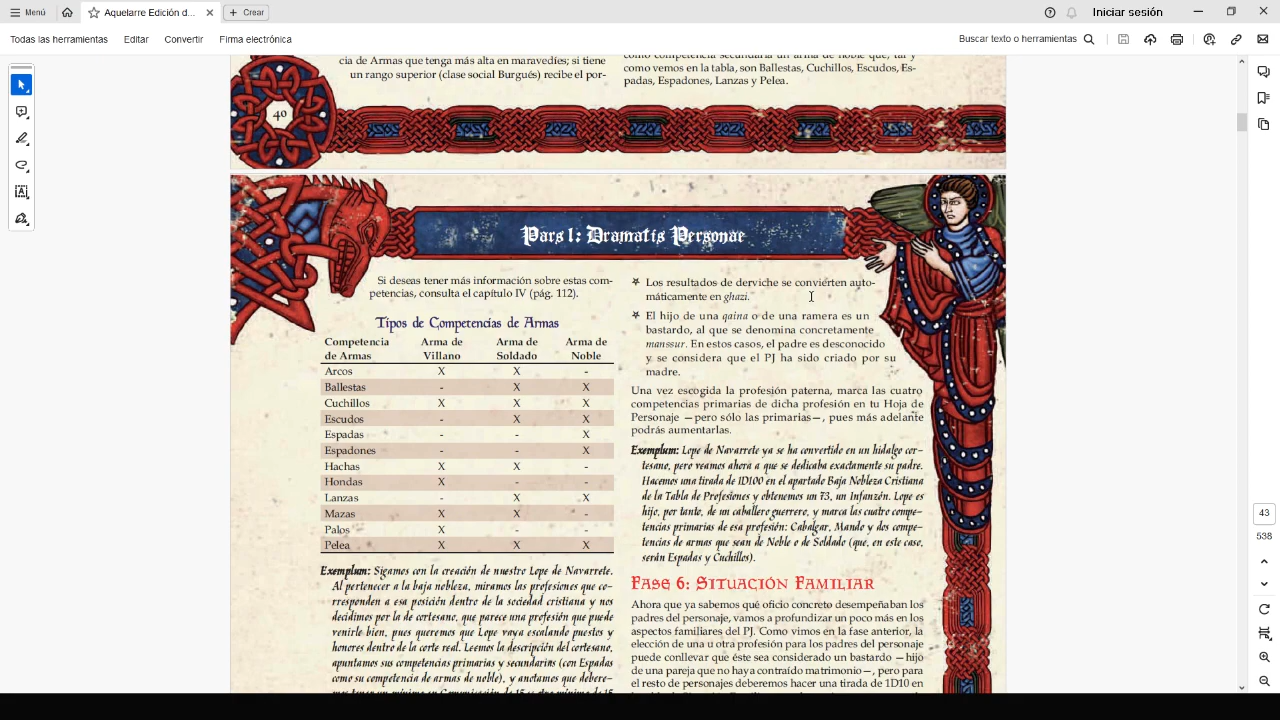 Menú
Aquelarre Edición d...
Crear
Iniciar sesión
Todas las herramientas
Editar
Convertir
Firma electrónica
Buscar texto o herramientas
cia de Armas que tenga más alta en maravedíes; si tiene
un rango superior (clase social Burgués) recibe el por-
como competencia secundaria un arma de noble que, tal y
como vemos en la tabla, son Ballestas, Cuchillos, Escudos, Es-
padas, Espadones, Lanzas y Pelea.
40
Pars I: Dramatis Personae
Si deseas tener más información sobre estas com-
petencias, consulta el capítulo IV (pág. 112).
Tipos de Competencias de Armas
Competencia de Armas Arma de Villano Arma de Soldado Arma de Noble
Arcos X X -
Ballestas - X X
Cuchillos X X X
Escudos - X X
Espadas - - X
Espadones - - X
Hachas X X -
Hondas X - -
Lanzas - X X
Mazas X X -
Palos X - -
Pelea X X X
Exemplum: Sigamos con la creación de nuestro Lope de Navarrete.
Al pertenecer a la baja nobleza, miramos las profesiones que co-
rresponden a esa posición dentro de la sociedad cristiana y nos
decidimos por la de cortesano, que parece una profesión que puede
venirle bien, pues queremos que Lope vaya escalando puestos y
honores dentro de la corte real. Leemos la descripción del cortesano,
apuntamos sus competencias primarias y secundarias (con Espadas
como su competencia de armas de noble), y anotamos que debere-
mos tener un mínimo en Comunicación de 15 y otro mínimo de 15
Los resultados de derviche se convierten auto-
máticamente en ghazi.
El hijo de una qaina o de una ramera es un
bastardo, al que se denomina concretamente
manssur. En estos casos, el padre es desconocido
y se considera que el PJ ha sido criado por su
madre.
Una vez escogida la profesión paterna, marca las cuatro
competencias primarias de dicha profesión en tu Hoja de
Personaje —pero sólo las primarias—, pues más adelante
podrás aumentarlas.
Exemplum: Lope de Navarrete ya se ha convertido en un hidalgo cor-
tesano, pero veamos ahora a que se dedicaba exactamente su padre.
Hacemos una tirada de 1D100 en el apartado Baja Nobleza Cristiana
de la Tabla de Profesiones y obtenemos un 73, un Infanzón. Lope es
hijo, por tanto, de un caballero guerrero, y marca las cuatro compe-
tencias primarias de esa profesión: Cabalgar, Mando y dos compe-
tencias de armas que sean de Noble o de Soldado (que, en este caso,
serán Espadas y Cuchillos).
Fase 6: Situación Familiar
Ahora que ya sabemos qué oficio concreto desempeñaban los
padres del personaje, vamos a profundizar un poco más en los
aspectos familiares del PJ. Como vimos en la fase anterior, la
elección de una u otra profesión para los padres del personaje
puede conllevar que éste sea considerado un bastardo —hijo
de una pareja que no haya contraído matrimonio—, pero para
el resto de personajes deberemos hacer una tirada de 1D10 en
43
538